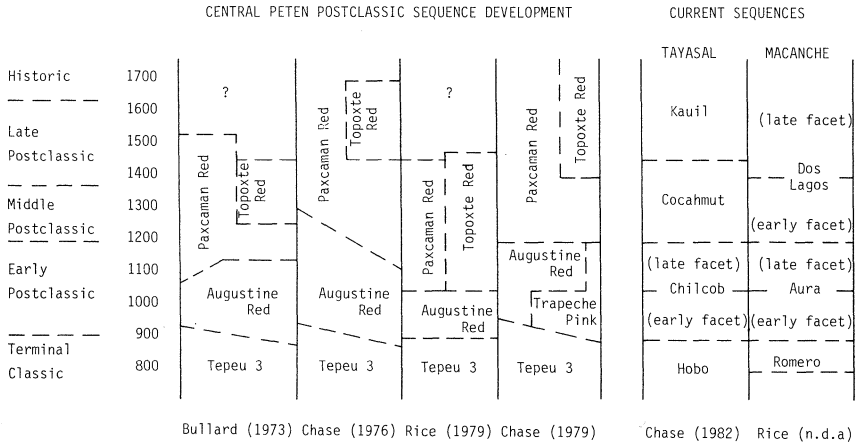 CENTRAL PETEN POSTCLASSIC SEQUENCE DEVELOPMENT
CURRENT SEQUENCES
TAYASAL
MACANCHE
Historic
Late
Postclassic
Middle
Postclassic
Early
Postclassic
Terminal
Classic
1700
1600
1500
1400
1300
1200
1100
1000
900
800
?
Paxcaman Red
Topoxte
Red
Augustine
Red
Tepeu 3
Paxcaman Red
Topoxte
Red
Augustine
Red
Tepeu 3
?
Paxcaman Red
Topoxte Red
Augustine
Red
Tepeu 3
Paxcaman Red
Topoxte Red
Augustine
Red
Trapeche
Pink
Tepeu 3
Kauil
Cocahmut
(late facet)
Chilcob
(early facet)
Hobo
(late facet)
Dos
Lagos
(early facet)
(late facet)
Aura
(early facet)
Romero
Bullard (1973)
Chase (1976)
Rice (1979)
Chase (1979)
Chase (1982)
Rice (n.d.a)